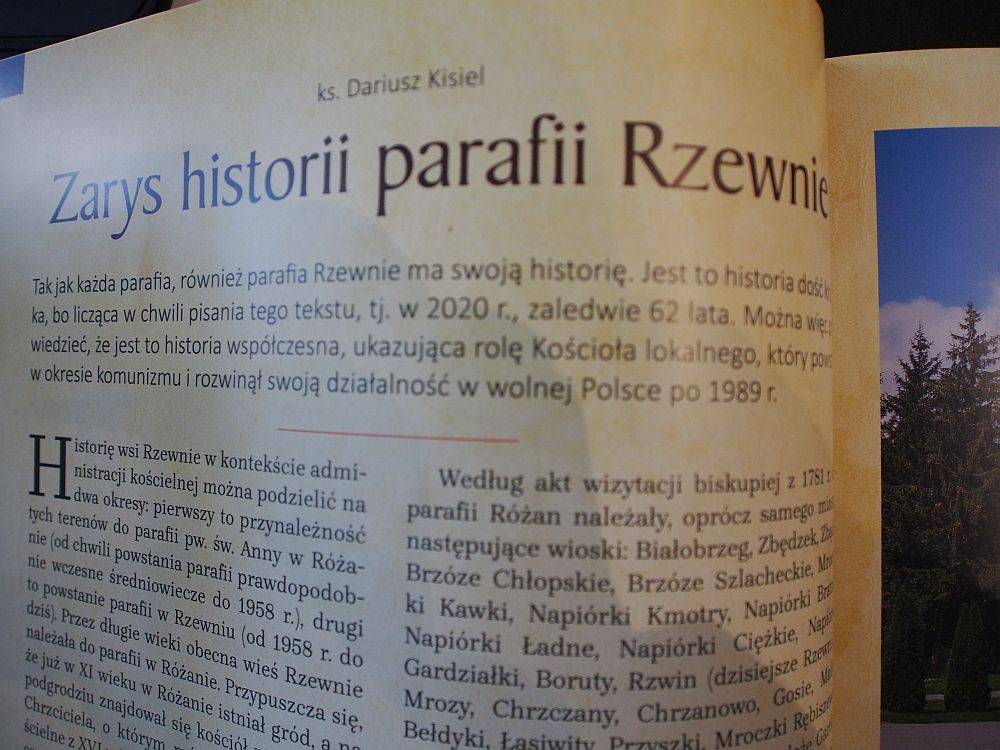 ks. Dariusz Kisiel
Zarys historii parafii Rzewnie
Tak jak każda parafia, również parafia Rzewnie ma swoją historię. Jest to historia dość
ka, bo licząca w chwili pisania tego tekstu, tj. w 2020 r., zaledwie 62 lata. Można więc
wiedzieć, że jest to historia współczesna, ukazująca rolę Kościoła lokalnego, który
w okresie komunizmu i rozwinął swoją działalność w wolnej Polsce po 1989 r.
Historię wsi Rzewnie w kontekście admi-
nistracji kościelnej można podzielić na
dwa okresy: pierwszy to przynależność
tych terenów do parafii pw. św. Anny w Róża-
nie (od chwili powstania parafii prawdopodob-
nie wczesne średniowiecze do 1958 r.), drugi
to powstanie parafii w Rzewniu (od 1958 r. do
dziś). Przez długie wieki obecna wieś Rzewnie
należała do parafii w Różanie. Przypuszcza się,
że już w XI wieku w Różanie istniał gród, a na
podgrodziu znajdował się kościół
Chrzciciela, o którym
ścielne z XVI
Według akt wizytacji biskupiej z 1781 r
parafii Różan należały, oprócz samego
następujące wioski: Białobrzeg, Zbędzek,
Brzóze Chłopskie, Brzóze Szlacheckie,
ki Kawki, Napiórki Kmotry, Napiórki
Napiórki Ładne, Napiórki Ciężkie,
Gardziałki, Boruty, Rzwin (dzisiejsze
Mrozy, Chrzczany, Chrzanowo, Gosie,
Bełdyki, Łasiwity, Przyszki, Mroczki